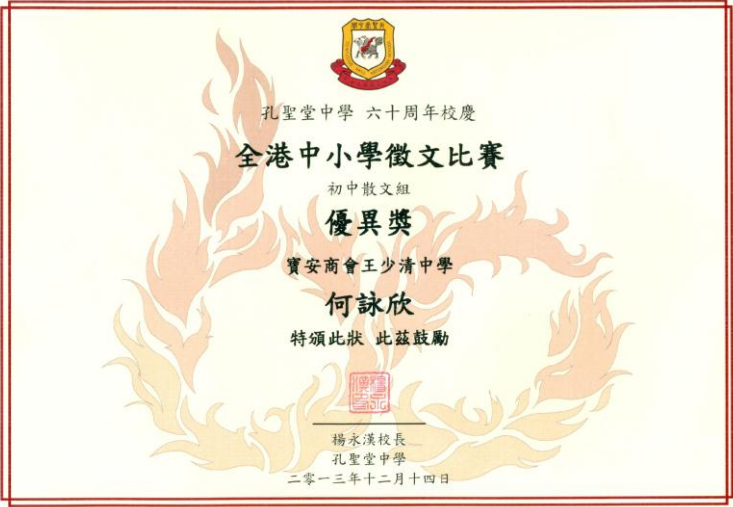 孔聖堂中學 六十周年校慶
全港中小學徵文比賽
初中散文組
優異獎
寶安商會王少清中學
何詠欣
特頒此狀 此茲鼓勵
楊永漢校長
孔聖堂中學
二零一三年十二月十四日